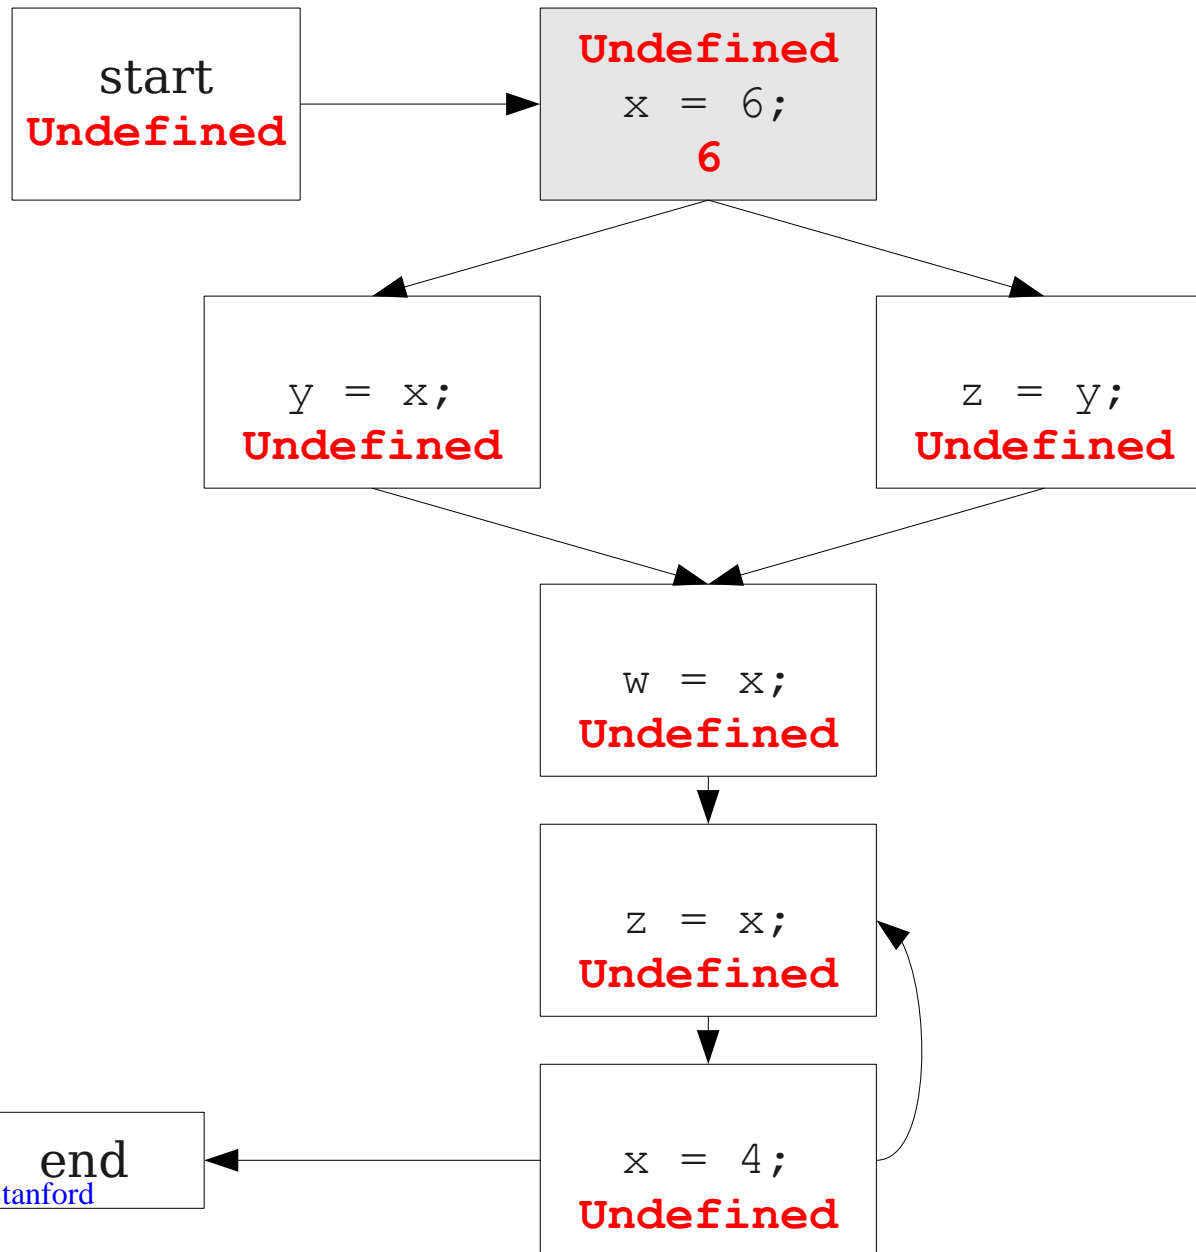 start
Undefined
Undefined
x = 6;
6
y = x;
Undefined
z = y;
Undefined
w = x;
Undefined
z = x;
Undefined
x = 4;
Undefined
end
tanford